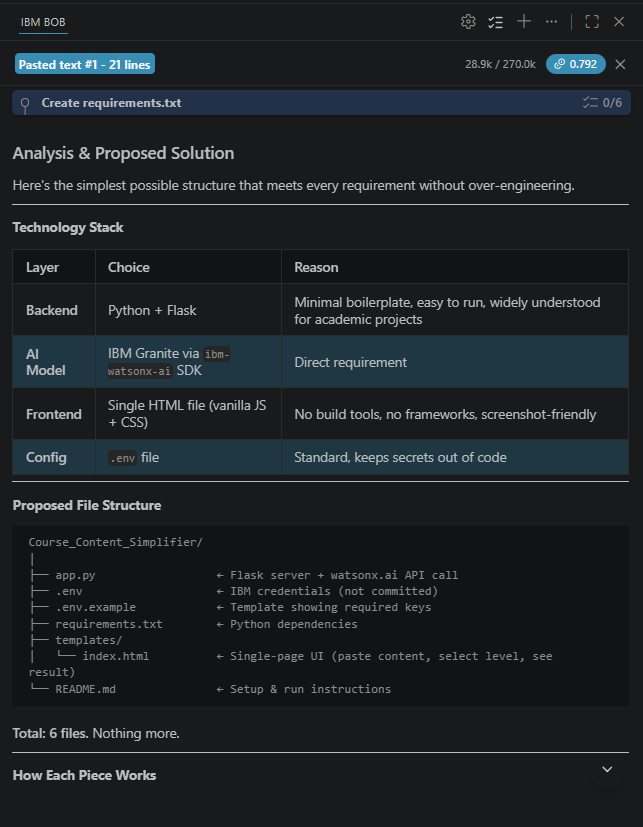 IBM BOB
Pasted text #1 - 21 lines
28.9k / 270.0k
0.792
Create requirements.txt
0/6
Analysis & Proposed Solution
Here's the simplest possible structure that meets every requirement without over-engineering.
Technology Stack
Layer Choice Reason
Backend Python + Flask Minimal boilerplate, easy to run, widely understood
for academic projects
AI
Model
IBM Granite via ibm-
watsonx-ai SDK
Direct requirement
Frontend
Single HTML file (vanilla JS
+ CSS)
No build tools, no frameworks, screenshot-friendly
Config .env file Standard, keeps secrets out of code
Proposed File Structure
Course_Content_Simplifier/
│
├── app.py ← Flask server + watsonx.ai API call
├── .env ← IBM credentials (not committed)
├── .env.example ← Template showing required keys
├── requirements.txt ← Python dependencies
├── templates/
│   └── index.html ← Single-page UI (paste content, select level, see
result)
└── README.md ← Setup & run instructions
Total: 6 files. Nothing more.
How Each Piece Works